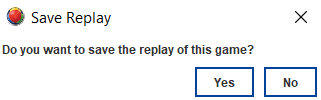 Save Replay
Do you want to save the replay of this game?
Yes No